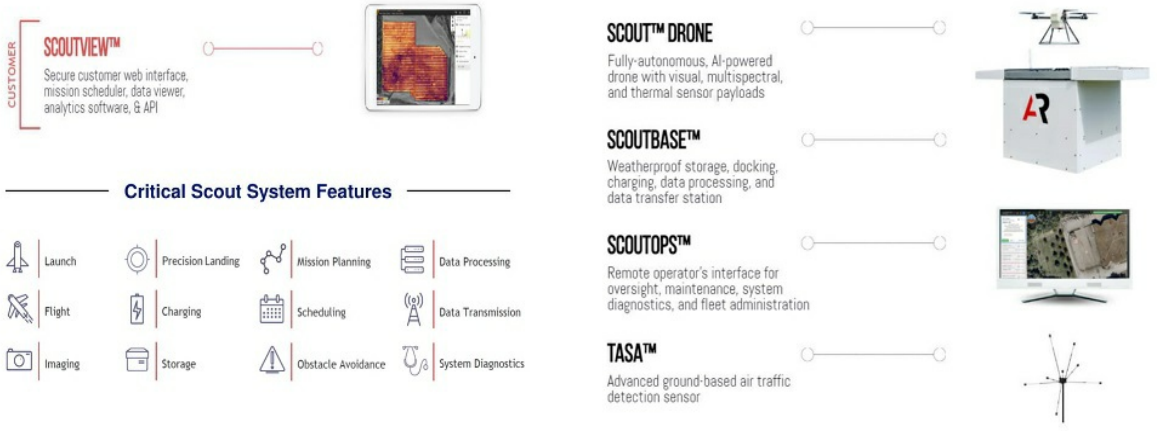 CUSTOMER
SCOUTVIEW™
Secure customer web interface,
mission scheduler, data viewer,
analytics software, & API
Critical Scout System Features
Launch
Precision Landing
Mission Planning
Data Processing
Flight
Charging
Scheduling
Data Transmission
Imaging
Storage
Obstacle Avoidance
System Diagnostics
SCOUT™ DRONE
Fully-autonomous, AI-powered
drone with visual, multispectral,
and thermal sensor payloads
AR
SCOUTBASE™
Weatherproof storage, docking,
charging, data processing, and
data transfer station
SCOUTOPS™
Remote operator's interface for
oversight, maintenance, system
diagnostics, and fleet administration
TASA™
Advanced ground-based air traffic
detection sensor